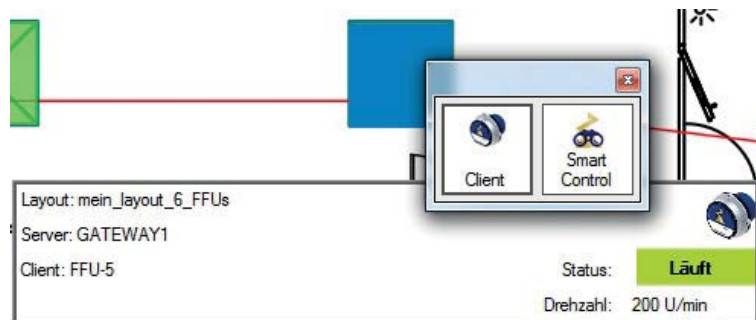 Client
Smart
Control
Layout: mein_layout_6_FFUs
Server: GATEWAY1
Client: FFU-5
Status: Läuft
Drehzahl: 200 U/min